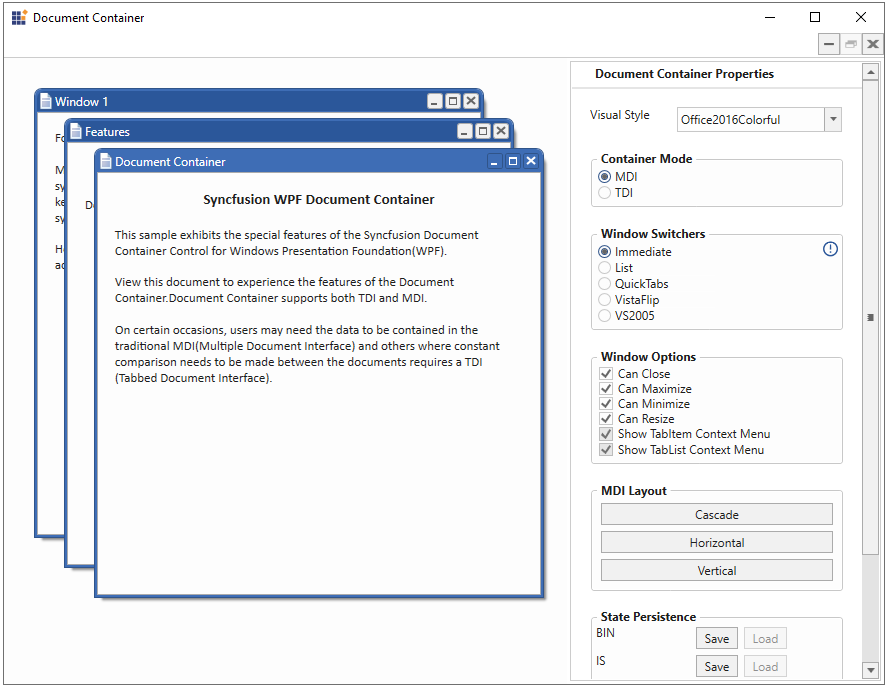 Document Container
Window 1
Features
Document Container
Syncfusion WPF Document Container
This sample exhibits the special features of the Syncfusion Document
Container Control for Windows Presentation Foundation(WPF).
View this document to experience the features of the Document
Container.Document Container supports both TDI and MDI.
On certain occasions, users may need the data to be contained in the
traditional MDI(Multiple Document Interface) and others where constant
comparison needs to be made between the documents requires a TDI
(Tabbed Document Interface).
Document Container Properties
Visual Style
Office2016Colorful
Container Mode
MDI
TDI
Window Switchers
Immediate
List
QuickTabs
VistaFlip
VS2005
Window Options
Can Close
Can Maximize
Can Minimize
Can Resize
Show TabItem Context Menu
Show TabList Context Menu
MDI Layout
Cascade
Horizontal
Vertical
State Persistence
BIN
Save
Load
IS
Save
Load